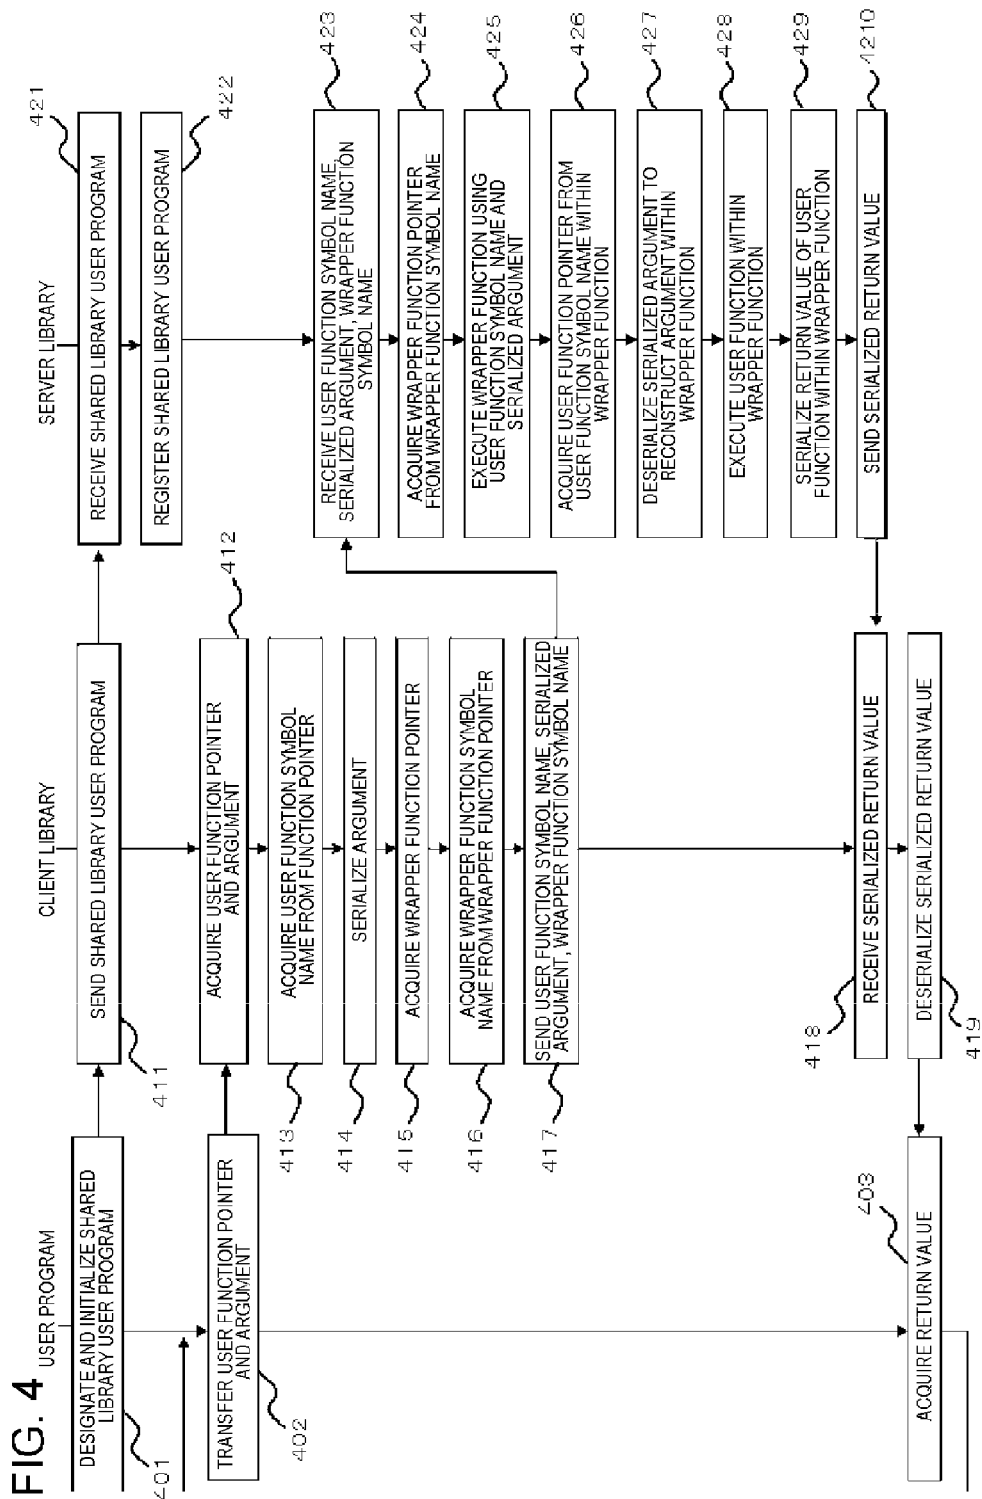 FIG. 4
USER PROGRAM
DESIGNATE AND INITIALIZE SHARED
LIBRARY USER PROGRAM
401
TRANSFER USER FUNCTION POINTER
AND ARGUMENT
402
ACQUIRE RETURN VALUE
403
CLIENT LIBRARY
SEND SHARED LIBRARY USER PROGRAM
411
ACQUIRE USER FUNCTION POINTER
AND ARGUMENT
412
ACQUIRE USER FUNCTION SYMBOL
NAME FROM FUNCTION POINTER
413
SERIALIZE ARGUMENT
414
ACQUIRE WRAPPER FUNCTION POINTER
415
ACQUIRE WRAPPER FUNCTION SYMBOL
NAME FROM WRAPPER FUNCTION POINTER
416
SEND USER FUNCTION SYMBOL NAME, SERIALIZED
ARGUMENT, WRAPPER FUNCTION SYMBOL NAME
417
RECEIVE SERIALIZED RETURN VALUE
418
DESERIALIZE SERIALIZED RETURN VALUE
419
SERVER LIBRARY
RECEIVE SHARED LIBRARY USER PROGRAM
421
REGISTER SHARED LIBRARY USER PROGRAM
422
RECEIVE USER FUNCTION SYMBOL NAME,
SERIALIZED ARGUMENT, WRAPPER FUNCTION
SYMBOL NAME
423
ACQUIRE WRAPPER FUNCTION POINTER
FROM WRAPPER FUNCTION SYMBOL NAME
424
EXECUTE WRAPPER FUNCTION USING
USER FUNCTION SYMBOL NAME AND
SERIALIZED ARGUMENT
425
ACQUIRE USER FUNCTION POINTER FROM
USER FUNCTION SYMBOL NAME WITHIN
WRAPPER FUNCTION
426
DESERIALIZE SERIALIZED ARGUMENT TO
RECONSTRUCT ARGUMENT WITHIN
WRAPPER FUNCTION
427
EXECUTE USER FUNCTION WITHIN
WRAPPER FUNCTION
428
SERIALIZE RETURN VALUE OF USER
FUNCTION WITHIN WRAPPER FUNCTION
429
SEND SERIALIZED RETURN VALUE
4210